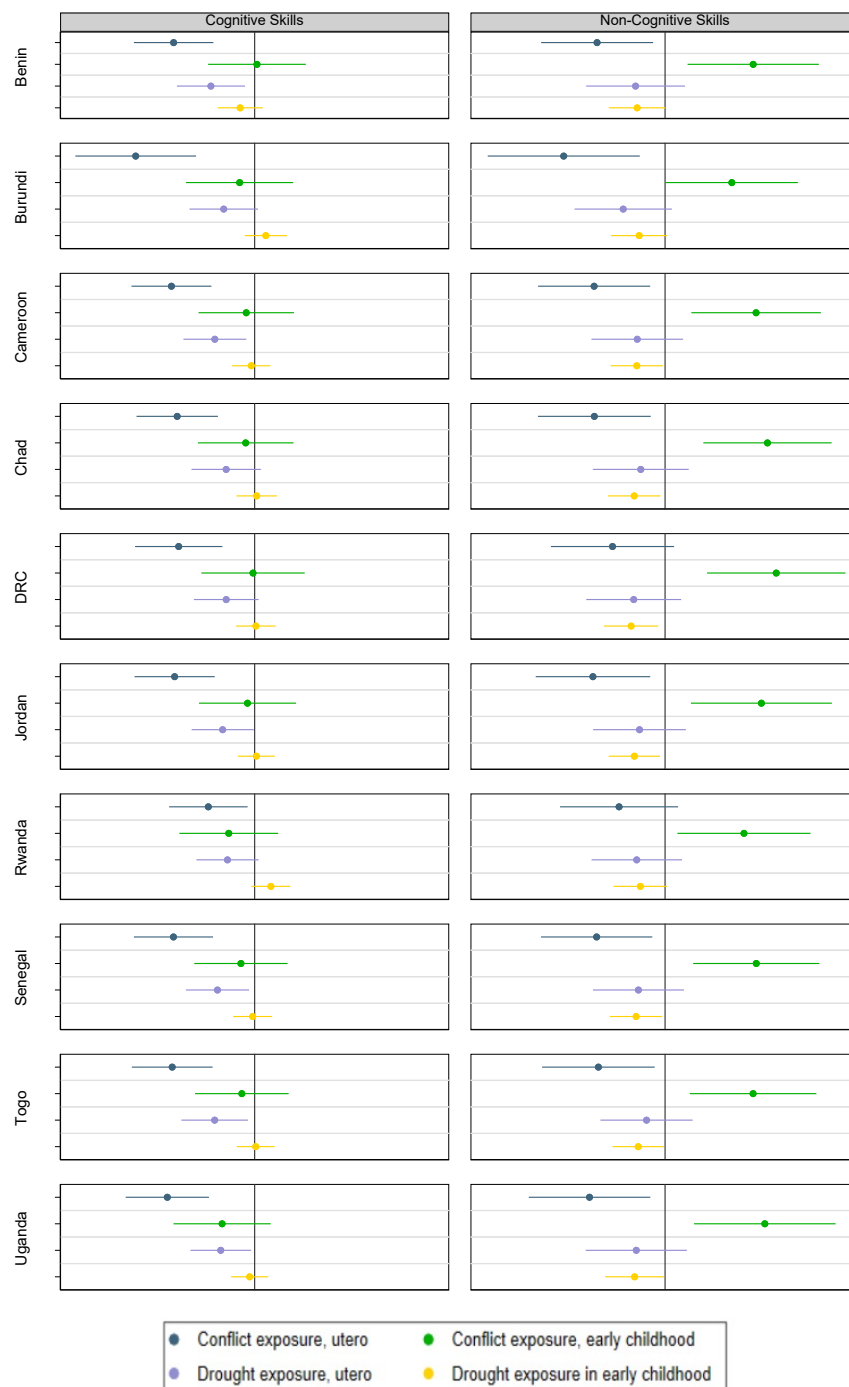 Cognitive Skills
Non-Cognitive Skills
Benin
Burundi
Cameroon
Chad
DRC
Jordan
Rwanda
Senegal
Togo
Uganda
Conflict exposure, utero
Conflict exposure, early childhood
Drought exposure, utero
Drought exposure in early childhood